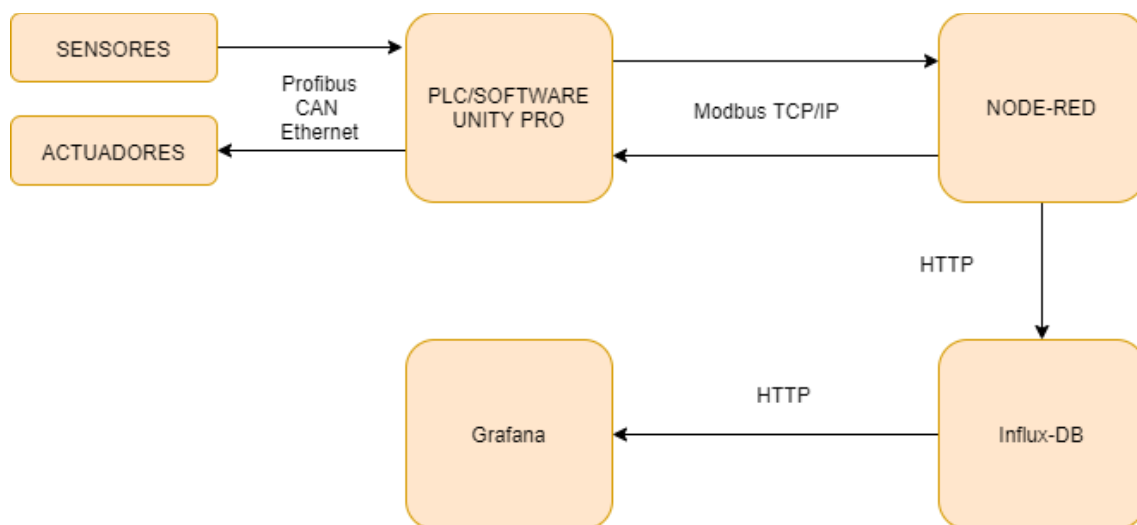 SENSORES
ACTUADORES
Profibus
CAN
Ethernet
PLC/SOFTWARE
UNITY PRO
Modbus TCP/IP
NODE-RED
HTTP
Grafana
HTTP
Influx-DB